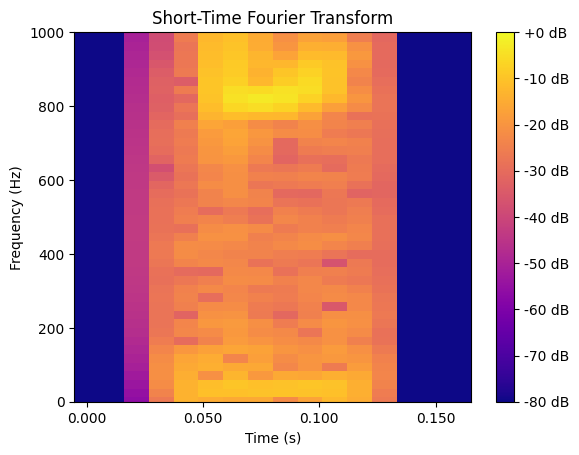 Short-Time Fourier Transform
1000
800
600
400
200
0
Frequency (Hz)
0.000
0.050
0.100
0.150
Time (s)
+0 dB
-10 dB
-20 dB
-30 dB
-40 dB
-50 dB
-60 dB
-70 dB
-80 dB